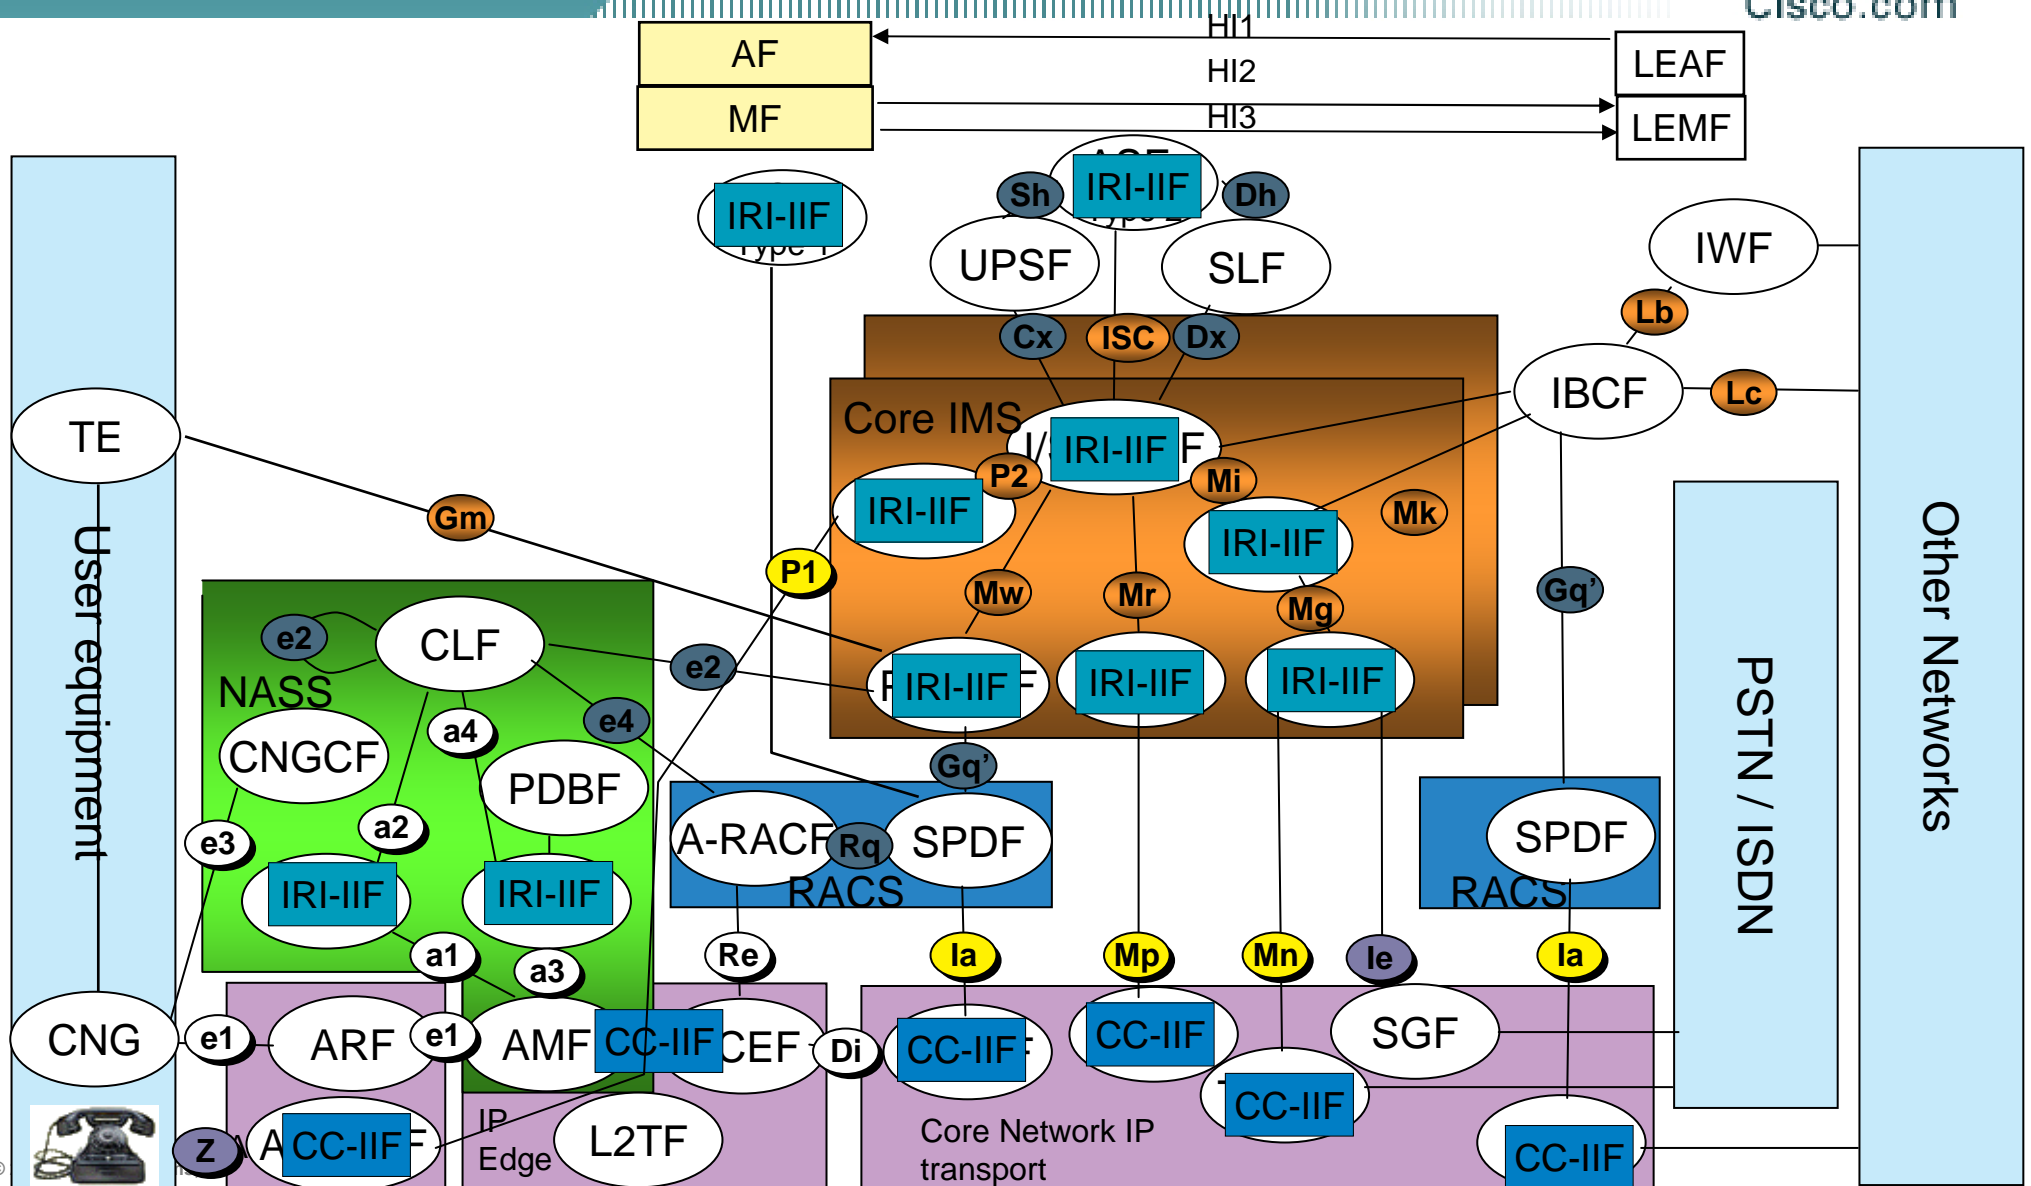 Cisco.com
HI1
AF
LEAF
HI2
MF
HI3
LEMF
IRI-IIF
Sh
Dh
IRI-IIF
Type 1
Type 2
UPSF
SLF
IWF
Lb
Cx
ISC
Dx
IBCF
Lc
Core IMS
TE
IRI-IIF
P2
Mi
IRI-IIF
Mk
Gm
IRI-IIF
P1
Mw
Mr
Mg
Gq’
e2
CLF
e2
IRI-IIF
IRI-IIF
IRI-IIF
NASS
e4
a4
CNGCF
PDBF
Gq’
User equipment
PSTN / ISDN
Other Networks
e3
a2
A-RACF
Rq
SPDF
SPDF
RACS
RACS
IRI-IIF
IRI-IIF
a1
a3
Re
Ia
Mp
Mn
Ie
Ia
CNG
e1
ARF
e1
AMF
CC-IIF
CEF
Di
CC-IIF
CC-IIF
SGF
CC-IIF
Z
CC-IIF
IP
Edge
L2TF
Core Network IP
transport
CC-IIF